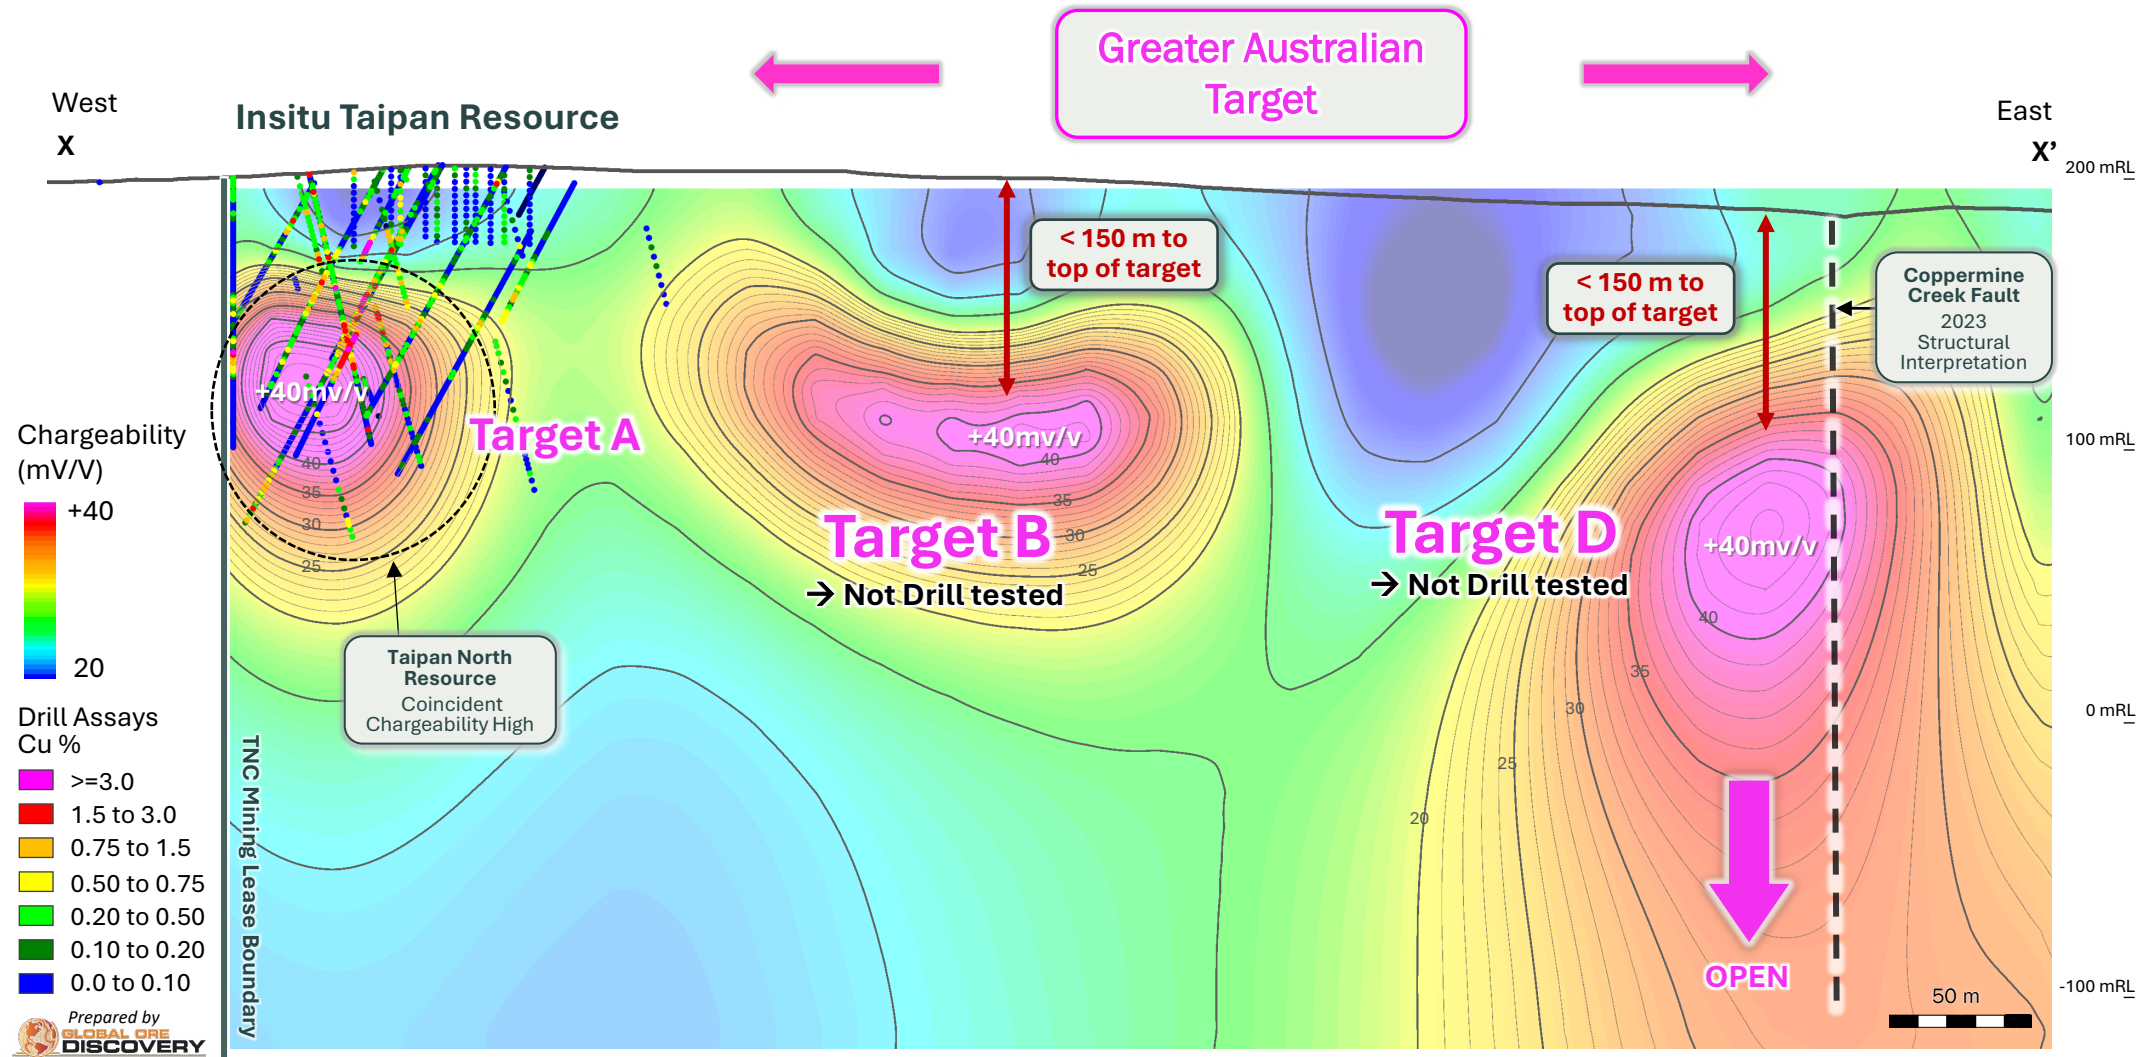 Greater Australian
Target
West
X
Insitu Taipan Resource
East
X’
200 mRL
< 150 m to
top of target
< 150 m to
top of target
Coppermine
Creek Fault
2023
Structural
Interpretation
+40mv/v
Target A
+40mv/v
40
35
30
25
40
35
30
25
100 mRL
Chargeability
(mV/V)
+40
20
Target B
→ Not Drill tested
Target D
→ Not Drill tested
+40mv/v
40
35
30
25
20
Taipan North
Resource
Coincident
Chargeability High
0 mRL
Drill Assays
Cu %
>=3.0
1.5 to 3.0
0.75 to 1.5
0.50 to 0.75
0.20 to 0.50
0.10 to 0.20
0.0 to 0.10
TNC Mining Lease Boundary
OPEN
-100 mRL
50 m
Prepared by
GLOBAL ORE
DISCOVERY